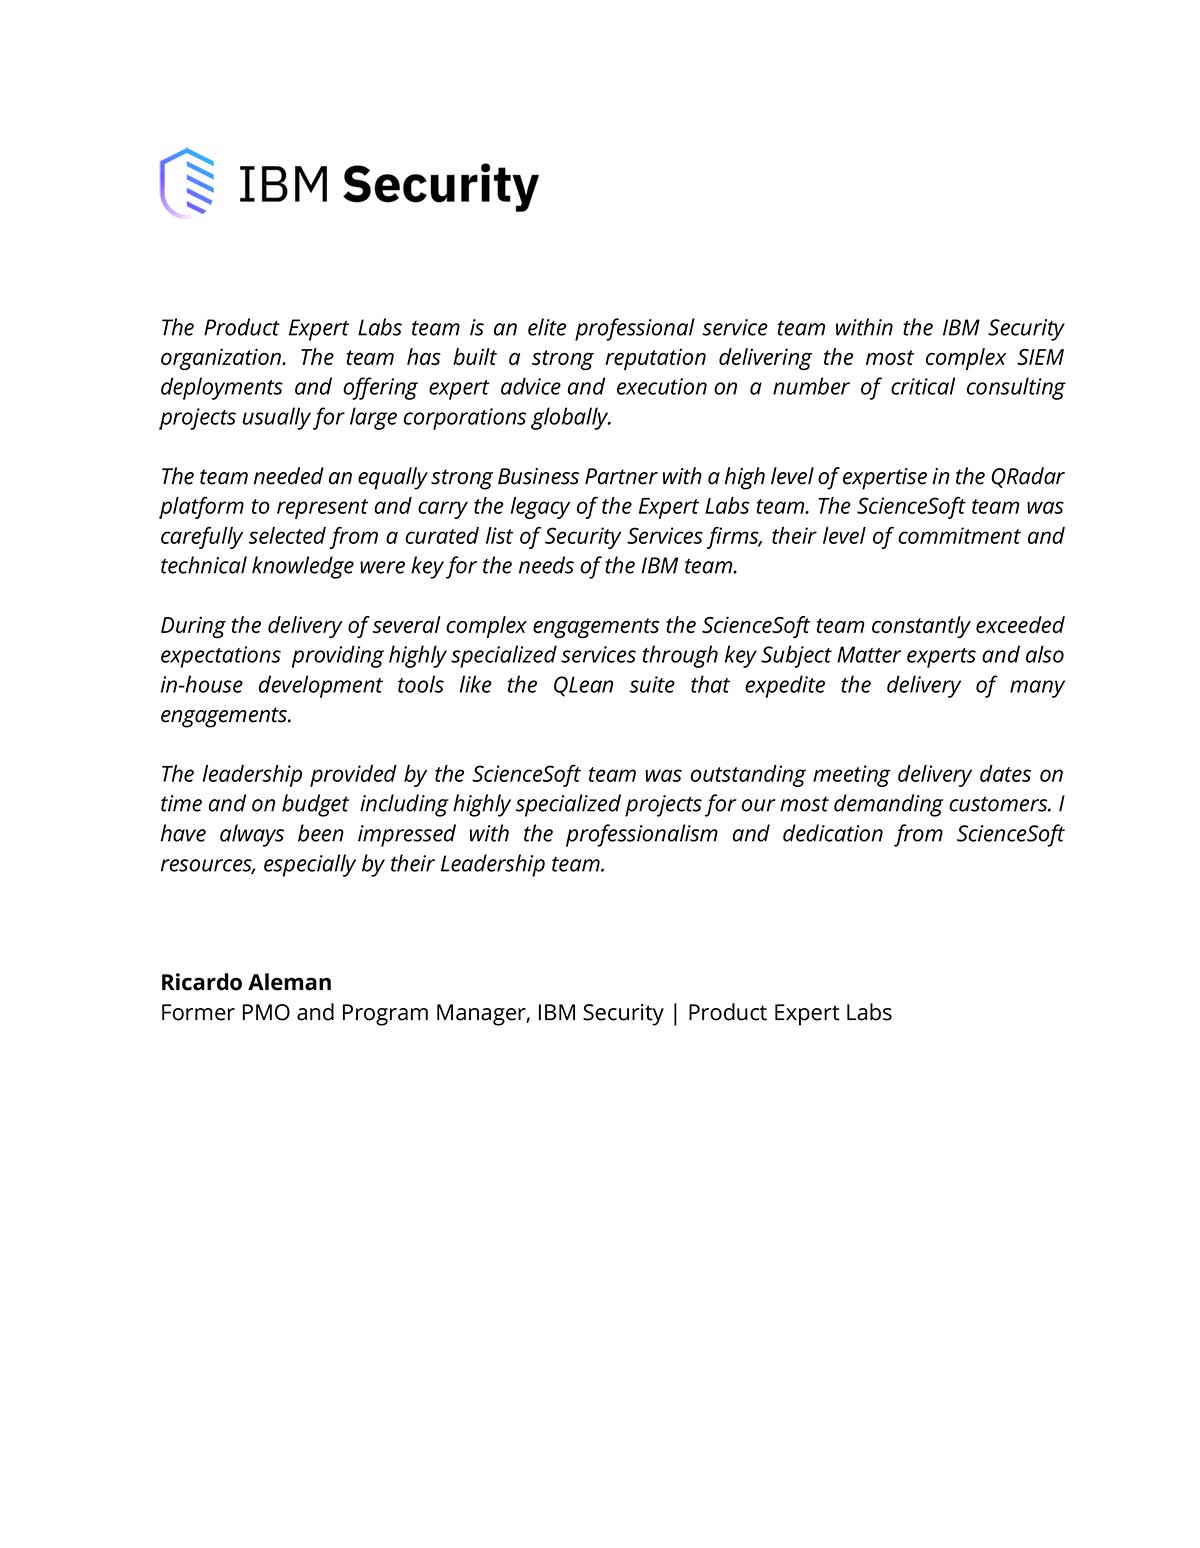 IBM Security
The Product Expert Labs team is an elite professional service team within the IBM Security
organization. The team has built a strong reputation delivering the most complex SIEM
deployments and offering expert advice and execution on a number of critical consulting
projects usually for large corporations globally.
The team needed an equally strong Business Partner with a high level of expertise in the QRadar
platform to represent and carry the legacy of the Expert Labs team. The ScienceSoft team was
carefully selected from a curated list of Security Services firms, their level of commitment and
technical knowledge were key for the needs of the IBM team.
During the delivery of several complex engagements the ScienceSoft team constantly exceeded
expectations  providing highly specialized services through key Subject Matter experts and also
in-house development tools like the QLean suite that expedite the delivery of many
engagements.
The leadership provided by the ScienceSoft team was outstanding meeting delivery dates on
time and on budget  including highly specialized projects for our most demanding customers. I
have always been impressed with the professionalism and dedication from ScienceSoft
resources, especially by their Leadership team.
Ricardo Aleman
Former PMO and Program Manager, IBM Security | Product Expert Labs